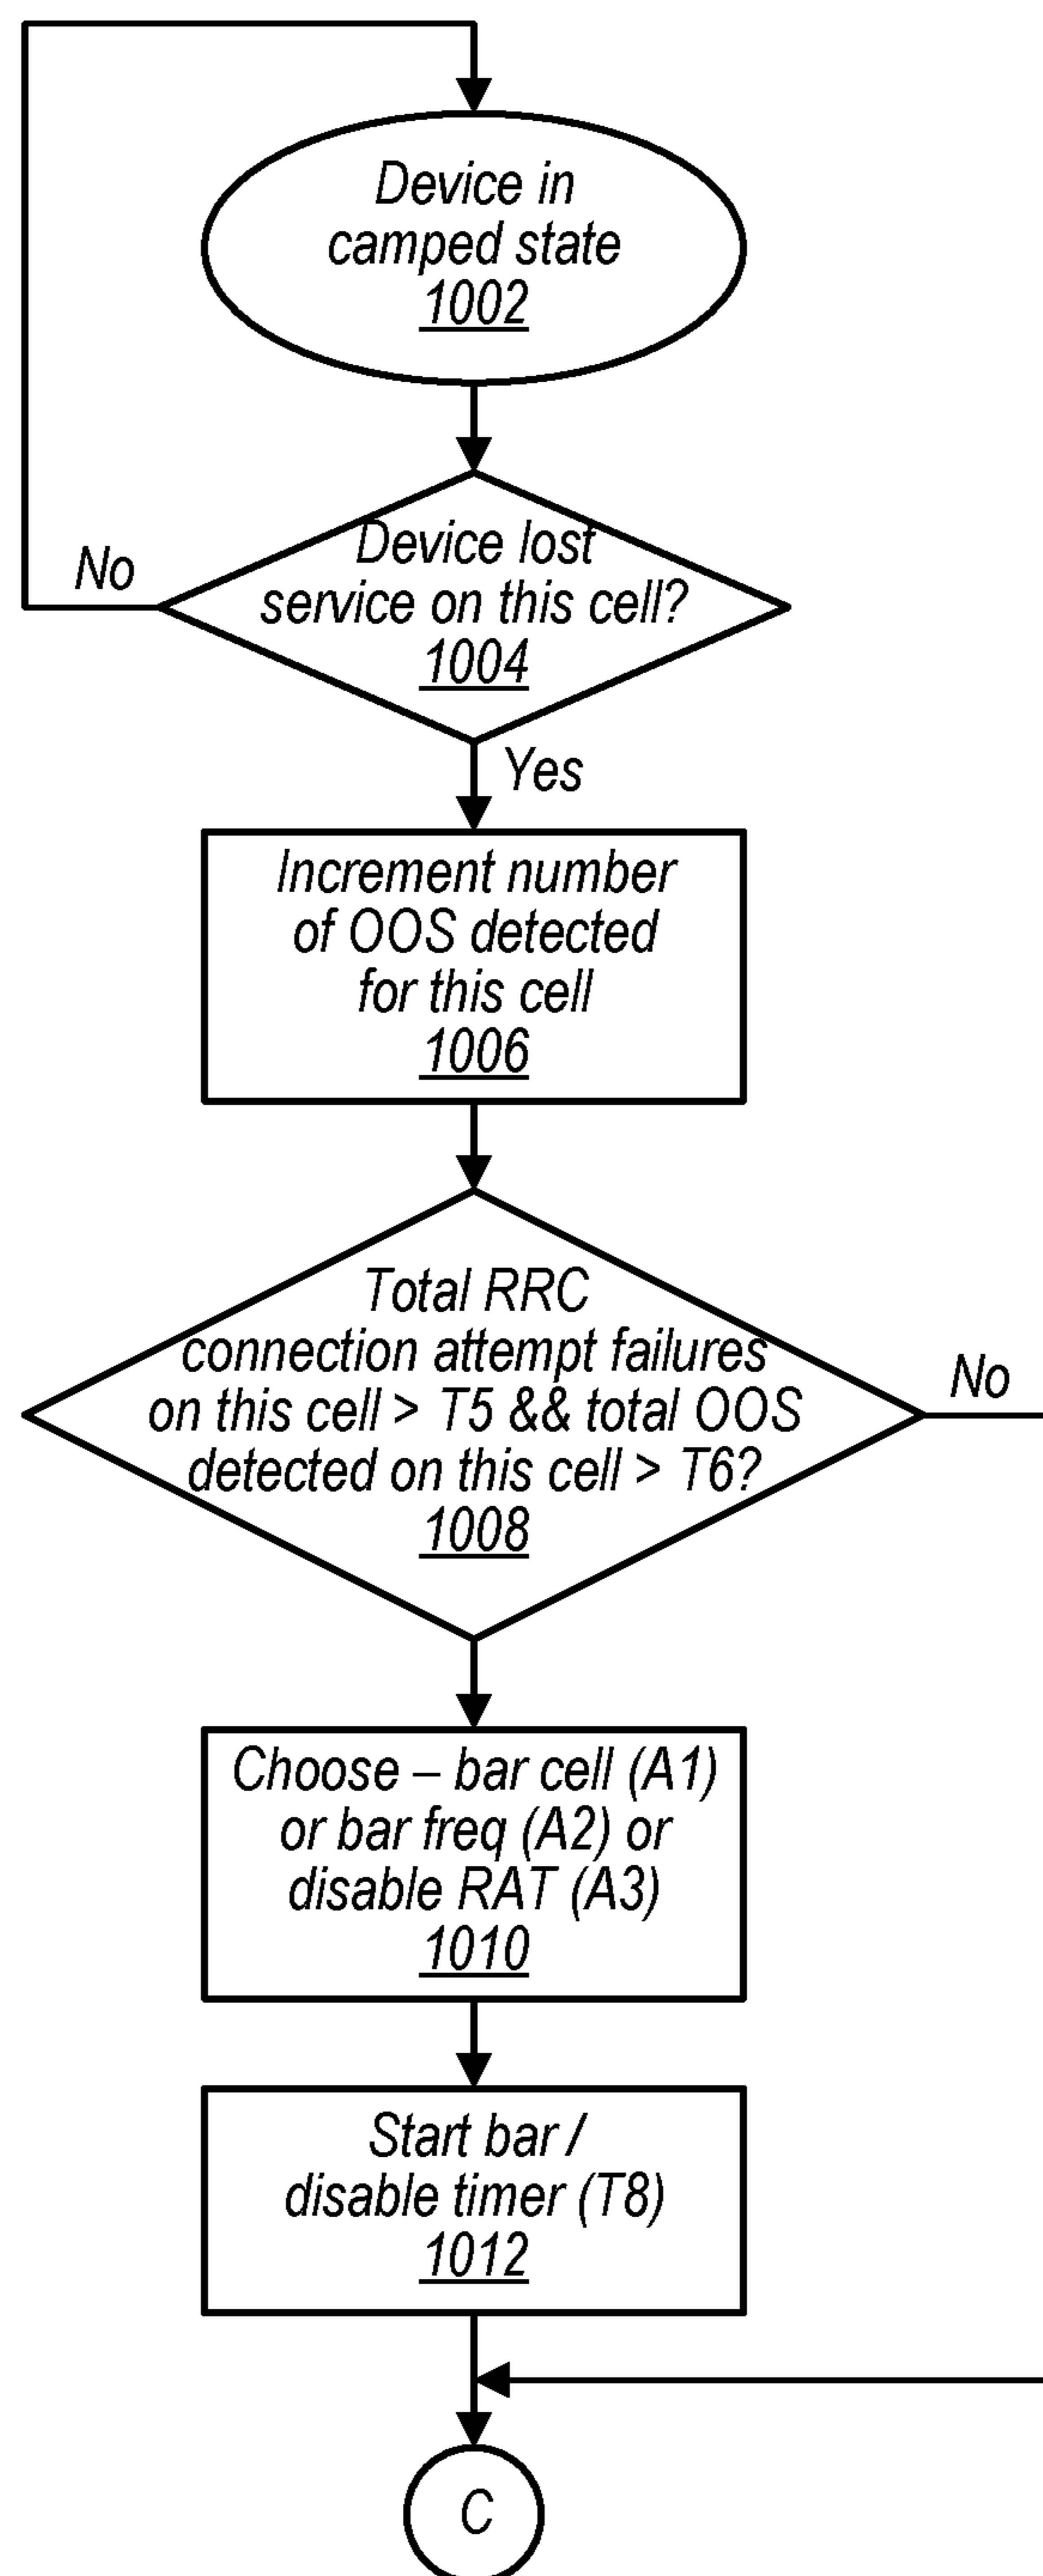 Device in
camped state
1002
Device lost
service on this cell?
1004
No
Yes
Increment number
of OOS detected
for this cell
1006
Total RRC
connection attempt failures
on this cell > T5 && total OOS
detected on this cell > T6?
1008
No
Choose – bar cell (A1)
or bar freq (A2) or
disable RAT (A3)
1010
Start bar /
disable timer (T8)
1012
C